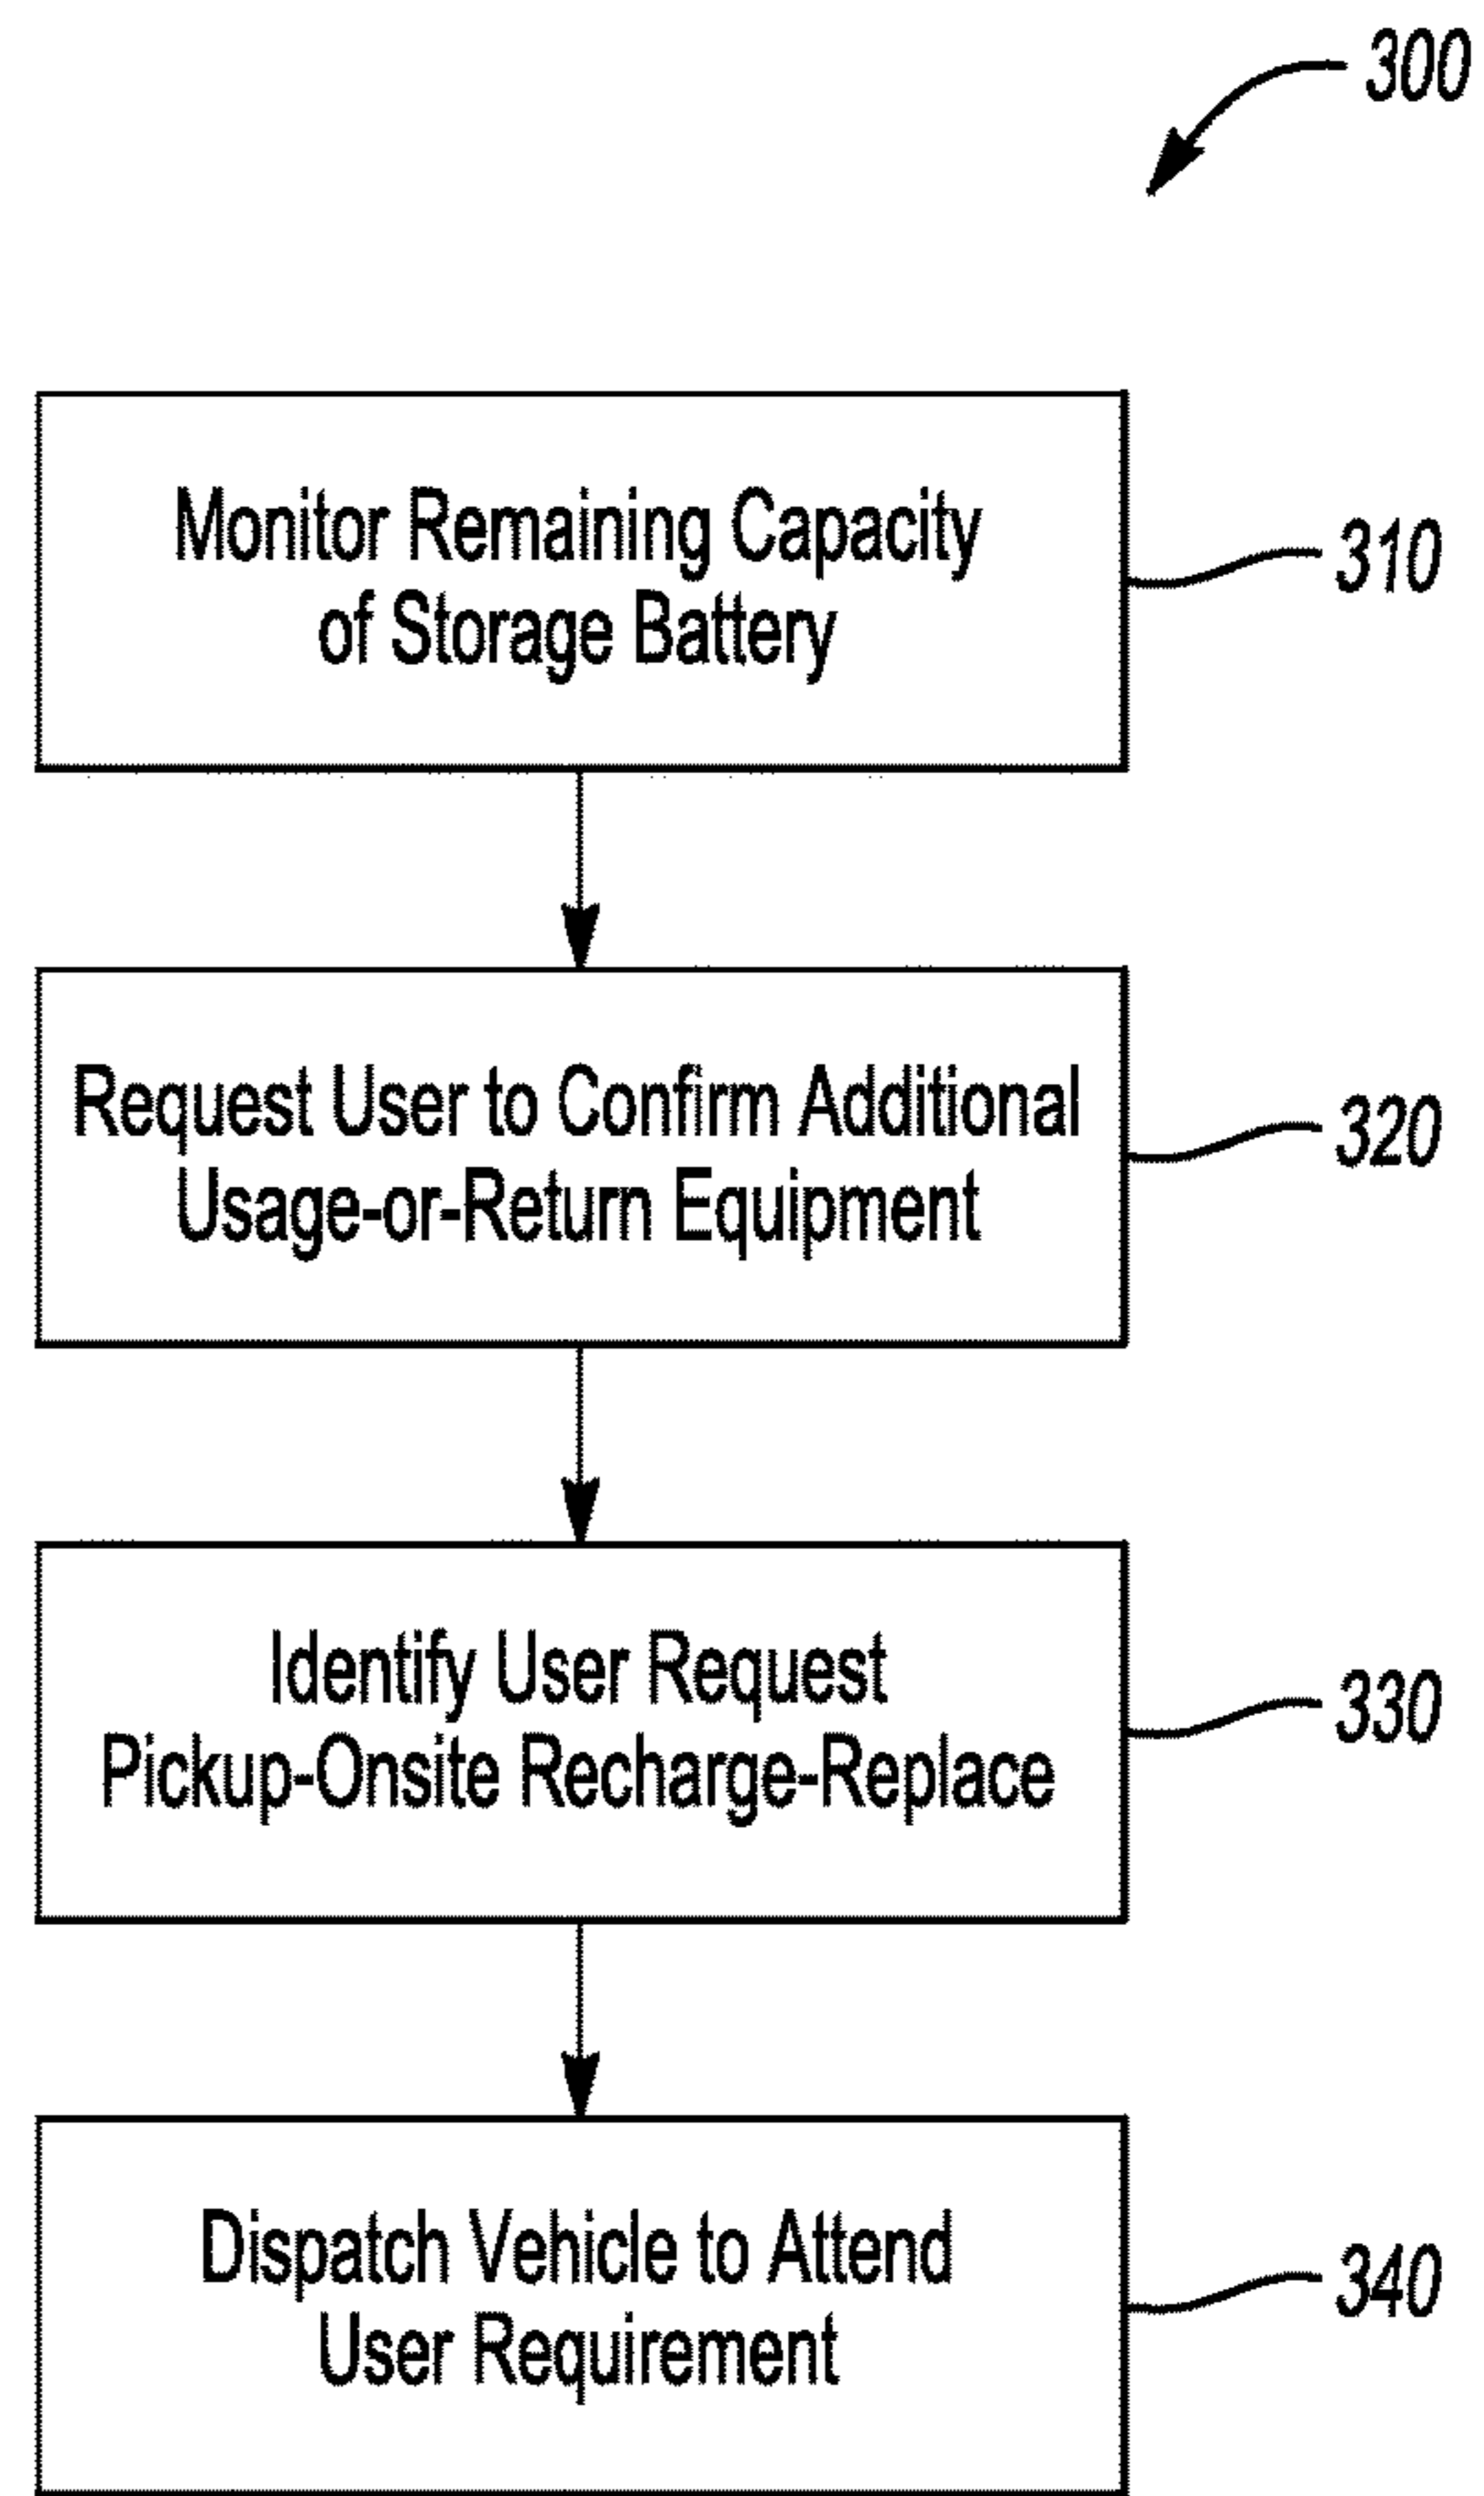 300
Monitor Remaining Capacity
of Storage Battery
310
Request User to Confirm Additional
Usage-or-Return Equipment
320
Identify User Request
Pickup-Onsite Recharge-Replace
330
Dispatch Vehicle to Attend
User Requirement
340